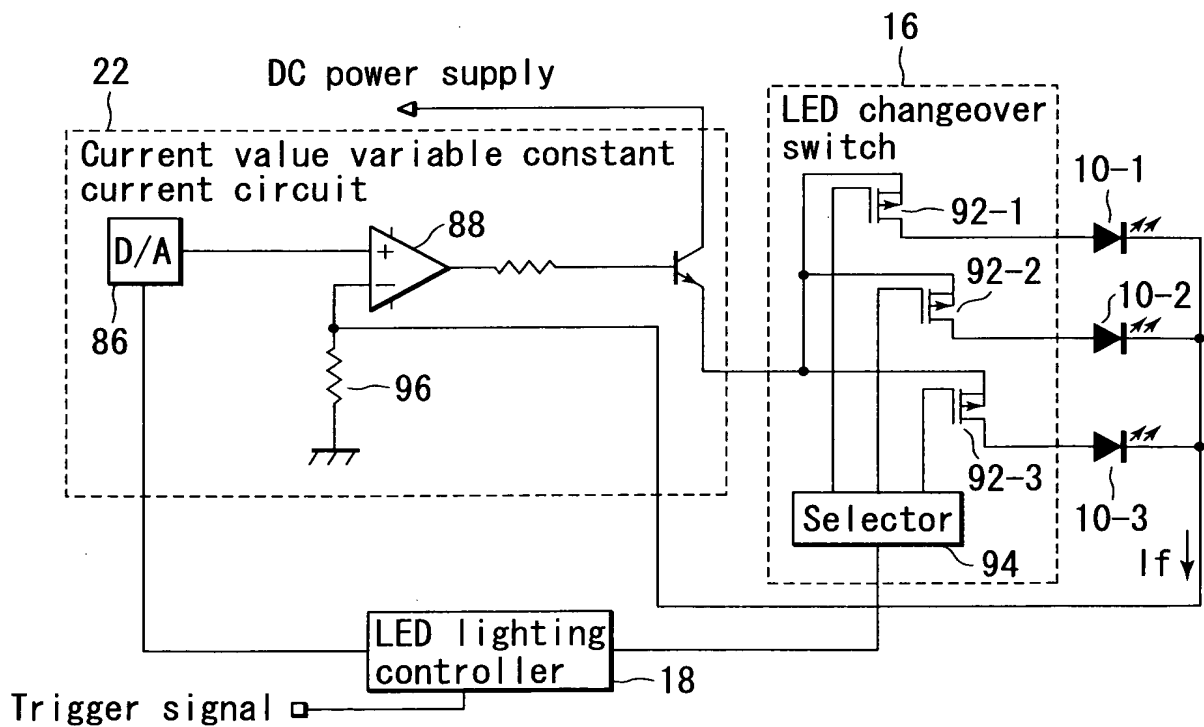 16
22
DC power supply
LED changeover
switch
Current value variable constant
current circuit
10-1
88
92-1
D/A
+
92-2
−
10-2
86
96
92-3
10-3
Selector
94
If
LED lighting
controller
18
Trigger signal